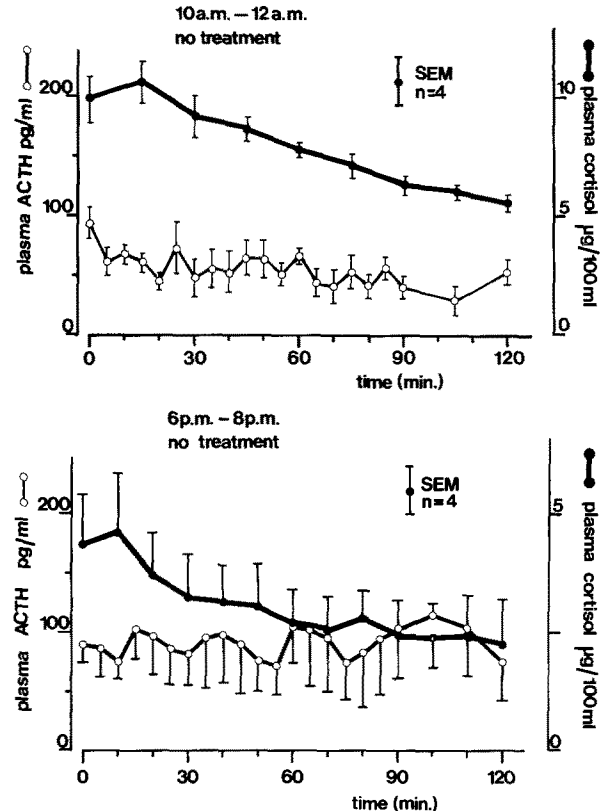 10a.m. – 12a.m.
no treatment
plasma ACTH pg/ml
200
100
0
SEM
n=4
plasma cortisol µg/100ml
10
5
0
0 30 60 90 120
time (min.)
6p.m. – 8p.m.
no treatment
plasma ACTH pg/ml
200
100
0
SEM
n=4
plasma cortisol µg/100ml
5
0
0 30 60 90 120
time (min.)